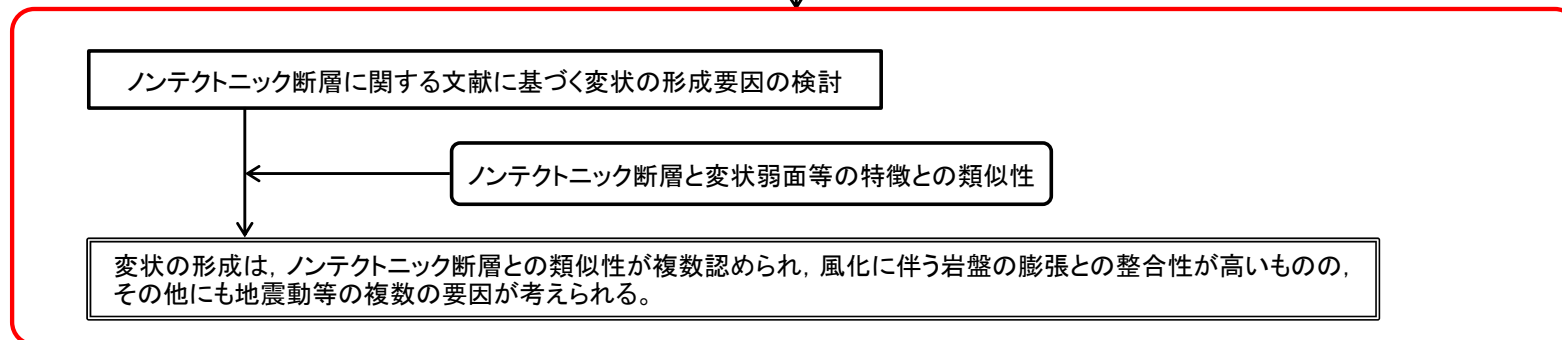 ノンテクトニック断層に関する文献に基づく変状の形成要因の検討
ノンテクトニック断層と変状弱面等の特徴との類似性
変状の形成は，ノンテクトニック断層との類似性が複数認められ，風化に伴う岩盤の膨張との整合性が高いものの，
その他にも地震動等の複数の要因が考えられる。